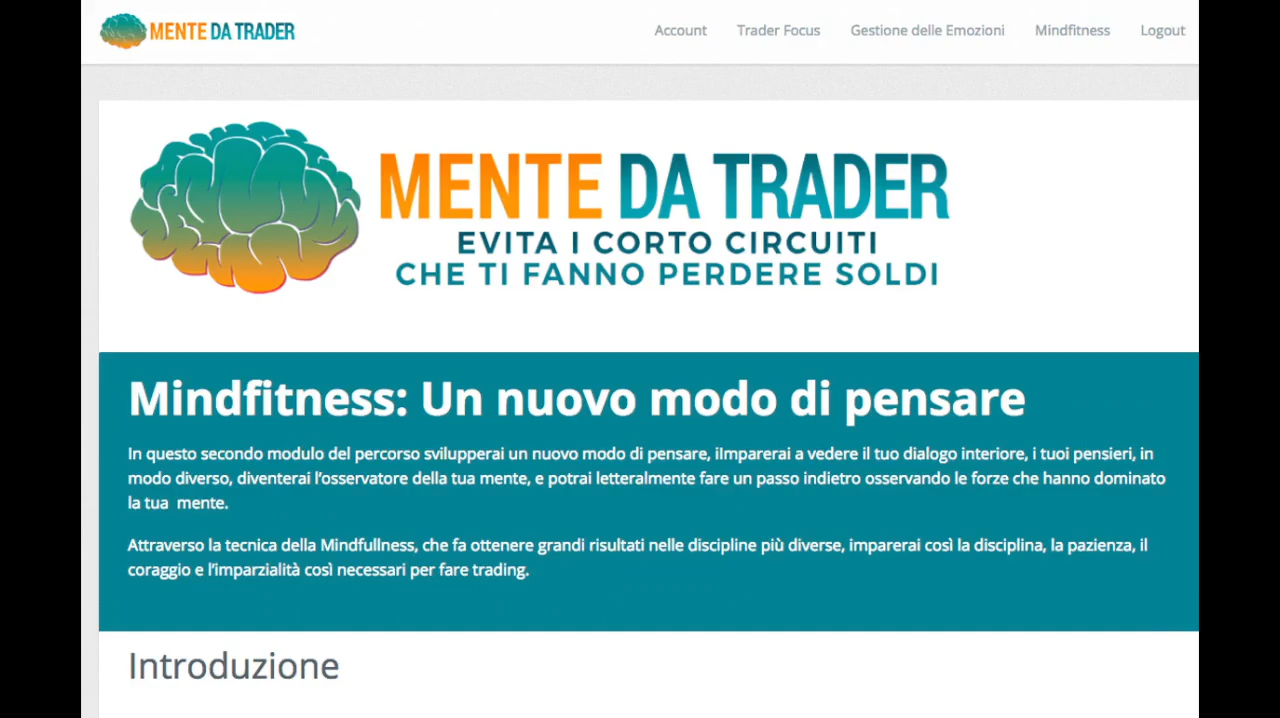 MENTE DA TRADER
Account Trader Focus Gestione delle Emozioni Mindfitness Logout
MENTE DA TRADER
EVITA I CORTO CIRCUITI
CHE TI FANNO PERDERE SOLDI
Mindfitness: Un nuovo modo di pensare
In questo secondo modulo del percorso svilupperai un nuovo modo di pensare, iImparerai a vedere il tuo dialogo interiore, i tuoi pensieri, in
modo diverso, diventerai l’osservatore della tua mente, e potrai letteralmente fare un passo indietro osservando le forze che hanno dominato
la tua  mente.
Attraverso la tecnica della Mindfullness, che fa ottenere grandi risultati nelle discipline più diverse, imparerai così la disciplina, la pazienza, il
coraggio e l’imparzialità così necessari per fare trading.
Introduzione